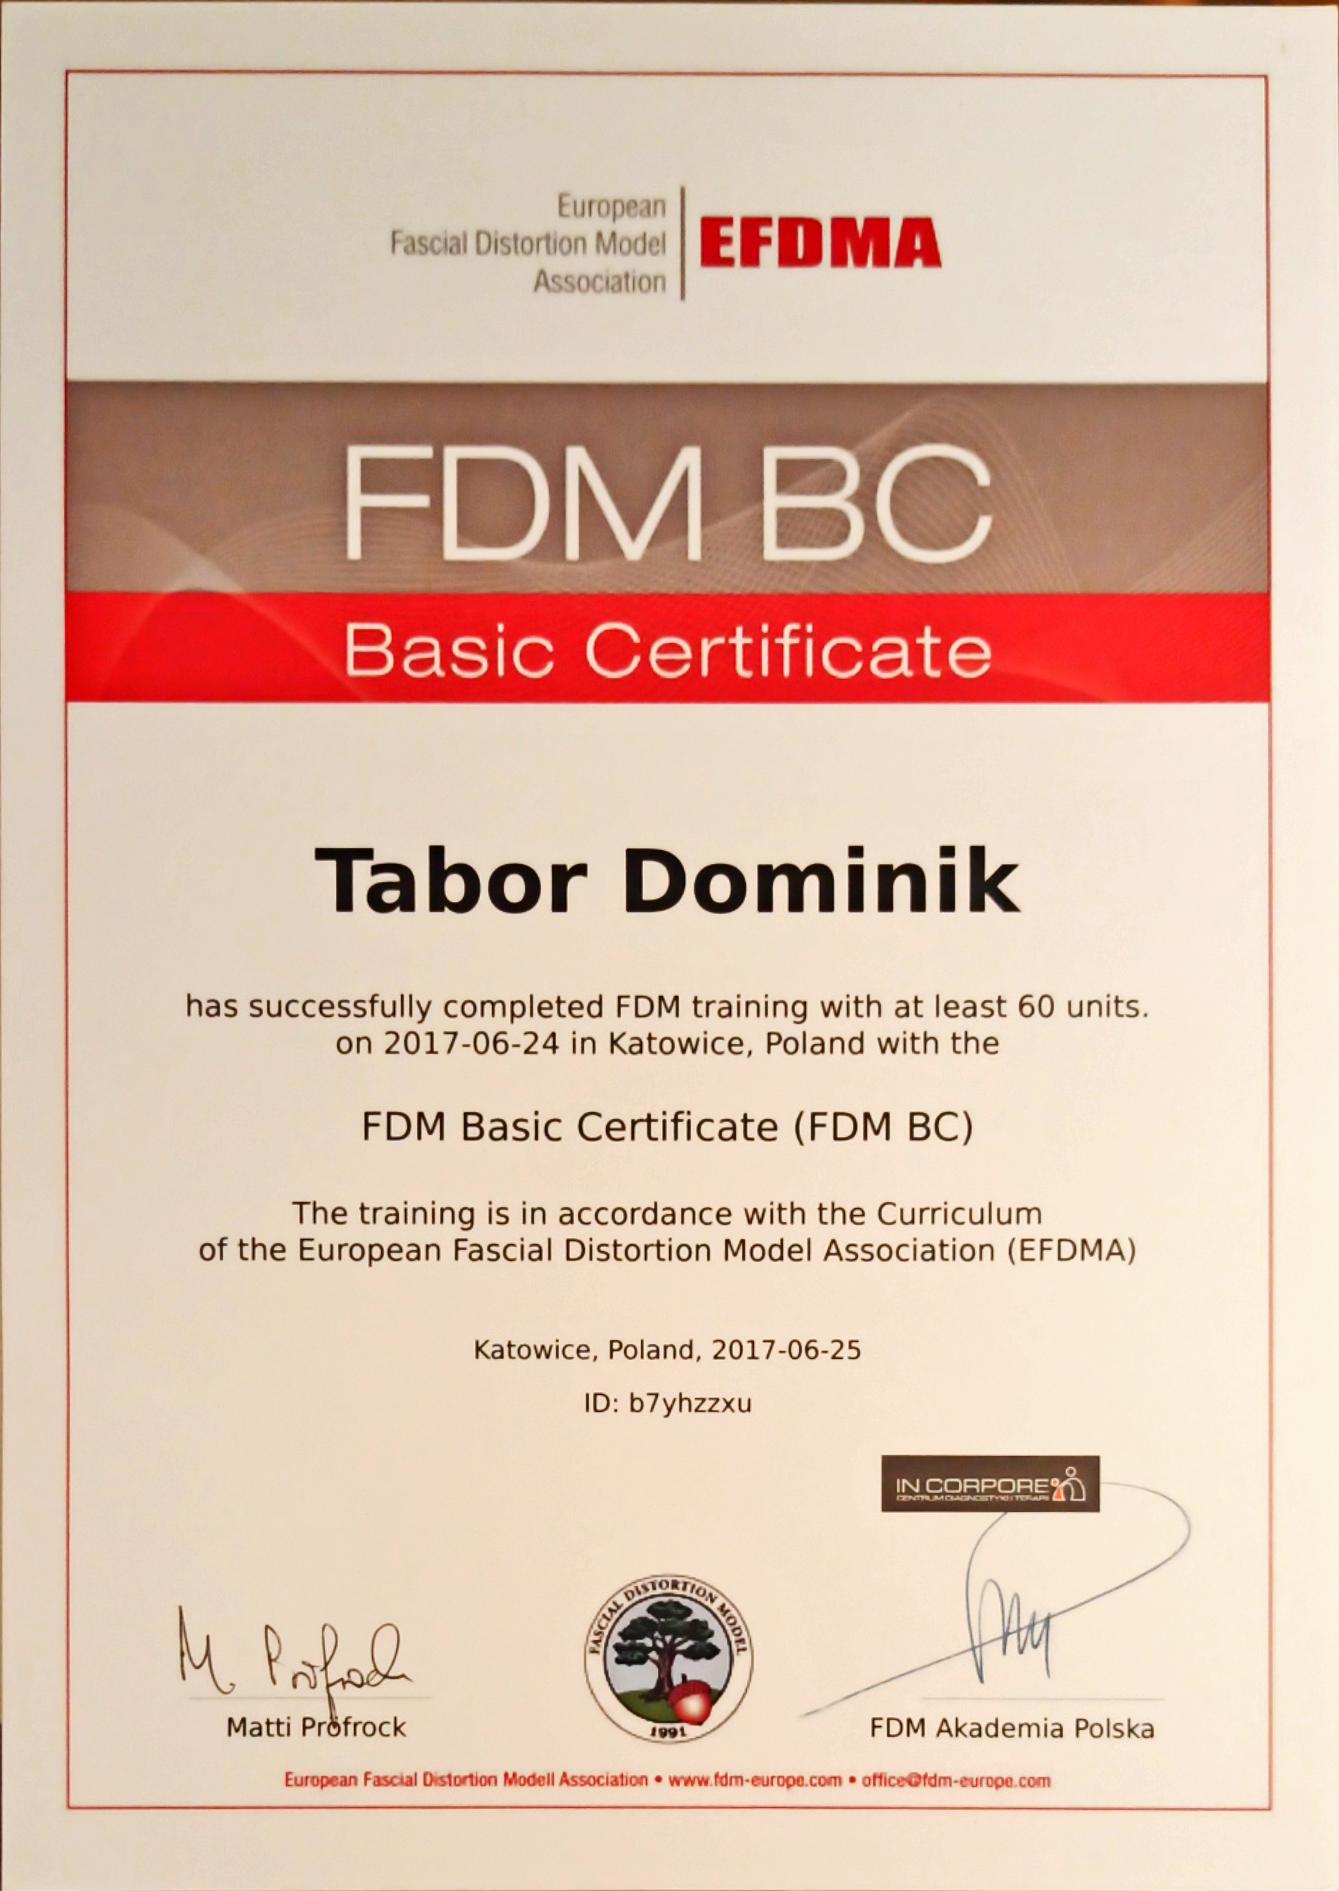 European
Fascial Distortion Model
Association
EFDMA
FDM BC
Basic Certificate
Tabor Dominik
has successfully completed FDM training with at least 60 units.
on 2017-06-24 in Katowice, Poland with the
FDM Basic Certificate (FDM BC)
The training is in accordance with the Curriculum
of the European Fascial Distortion Model Association (EFDMA)
Katowice, Poland, 2017-06-25
ID: b7yhzzxu
IN CORPORE
CENTRUM DIAGNOSTYKI I TERAPII
M. Pröfrock
FASCIAL DISTORTION MODEL
1991
Matti Pröfrock
FDM Akademia Polska
European Fascial Distortion Modell Association • www.fdm-europe.com • office@fdm-europe.com